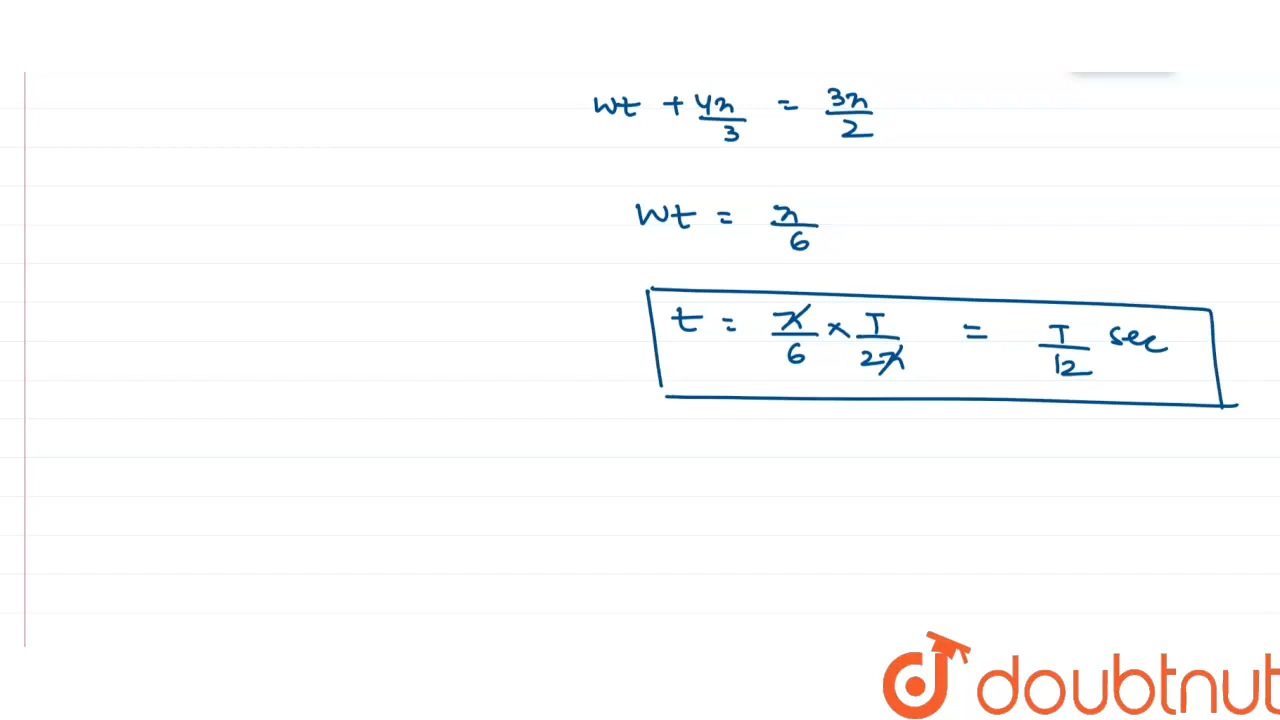 wt + 4π/3 = 3π/2
wt = π/6
t = π/6 × T/2π = T/12 sec
doubtnut